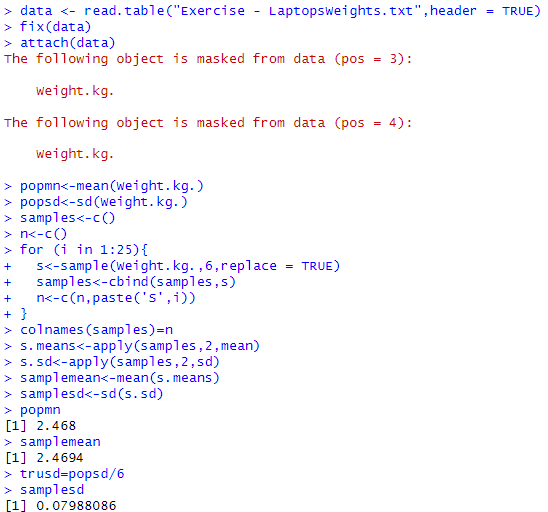 > data <- read.table("Exercise - LaptopsWeights.txt",header = TRUE)
> fix(data)
> attach(data)
The following object is masked from data (pos = 3):
Weight.kg.
The following object is masked from data (pos = 4):
Weight.kg.
> popmn<-mean(Weight.kg.)
> popsd<-sd(Weight.kg.)
> samples<-c()
> n<-c()
> for (i in 1:25){
+   s<-sample(Weight.kg.,6,replace = TRUE)
+   samples<-cbind(samples,s)
+   n<-c(n,paste('S',i))
+ }
> colnames(samples)=n
> s.means<-apply(samples,2,mean)
> s.sd<-apply(samples,2,sd)
> samplemean<-mean(s.means)
> samplesd<-sd(s.sd)
> popmn
[1] 2.468
> samplemean
[1] 2.4694
> trusd=popsd/6
> samplesd
[1] 0.07988086